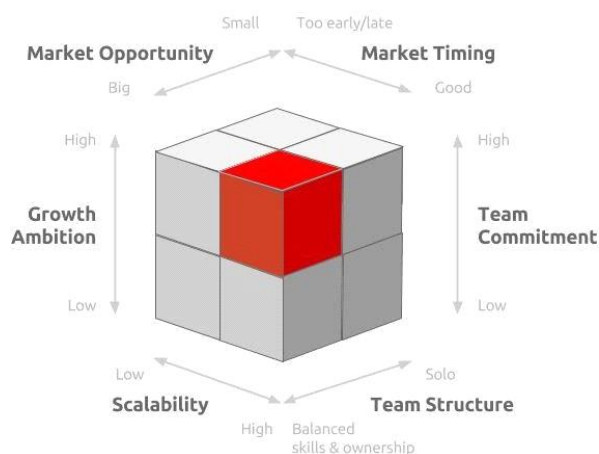 Small
Too early/late
Market Opportunity
Market Timing
Big
Good
High
High
Growth
Ambition
Team
Commitment
Low
Low
Low
Solo
Scalability
Team Structure
High
Balanced
skills & ownership